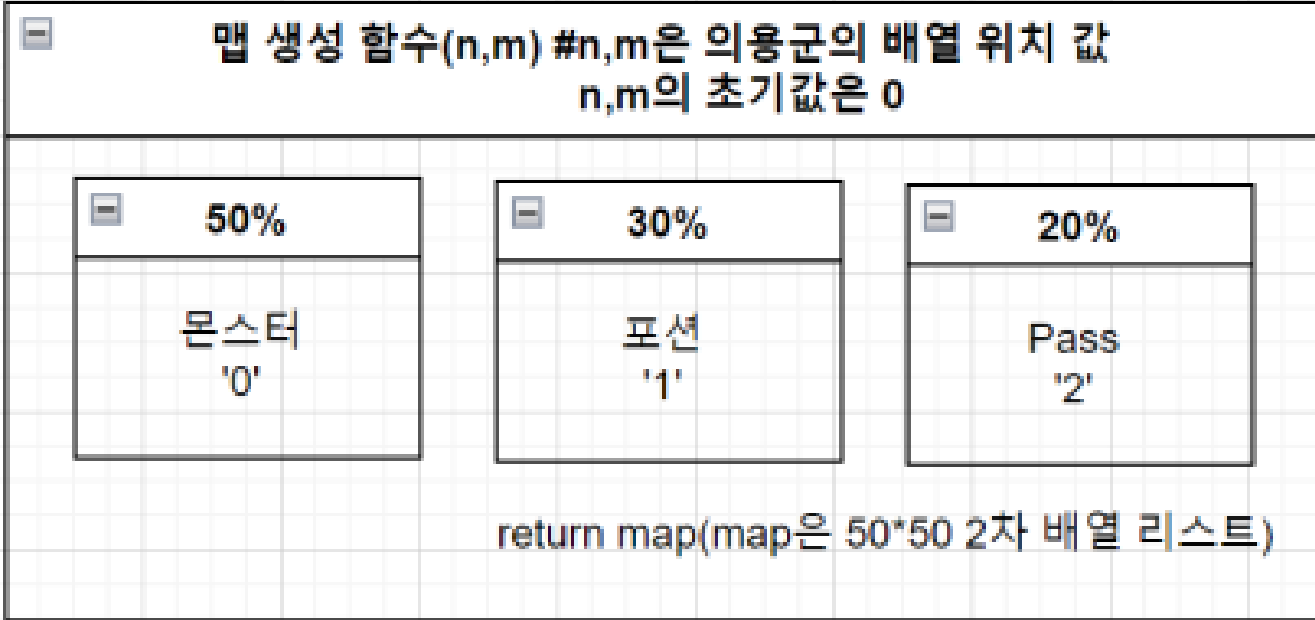 맵 생성 함수(n,m) #n,m은 의용군의 배열 위치 값
n,m의 초기값은 0
50%
몬스터
'0'
30%
포션
'1'
20%
Pass
'2'
return map(map은 50*50 2차 배열 리스트)